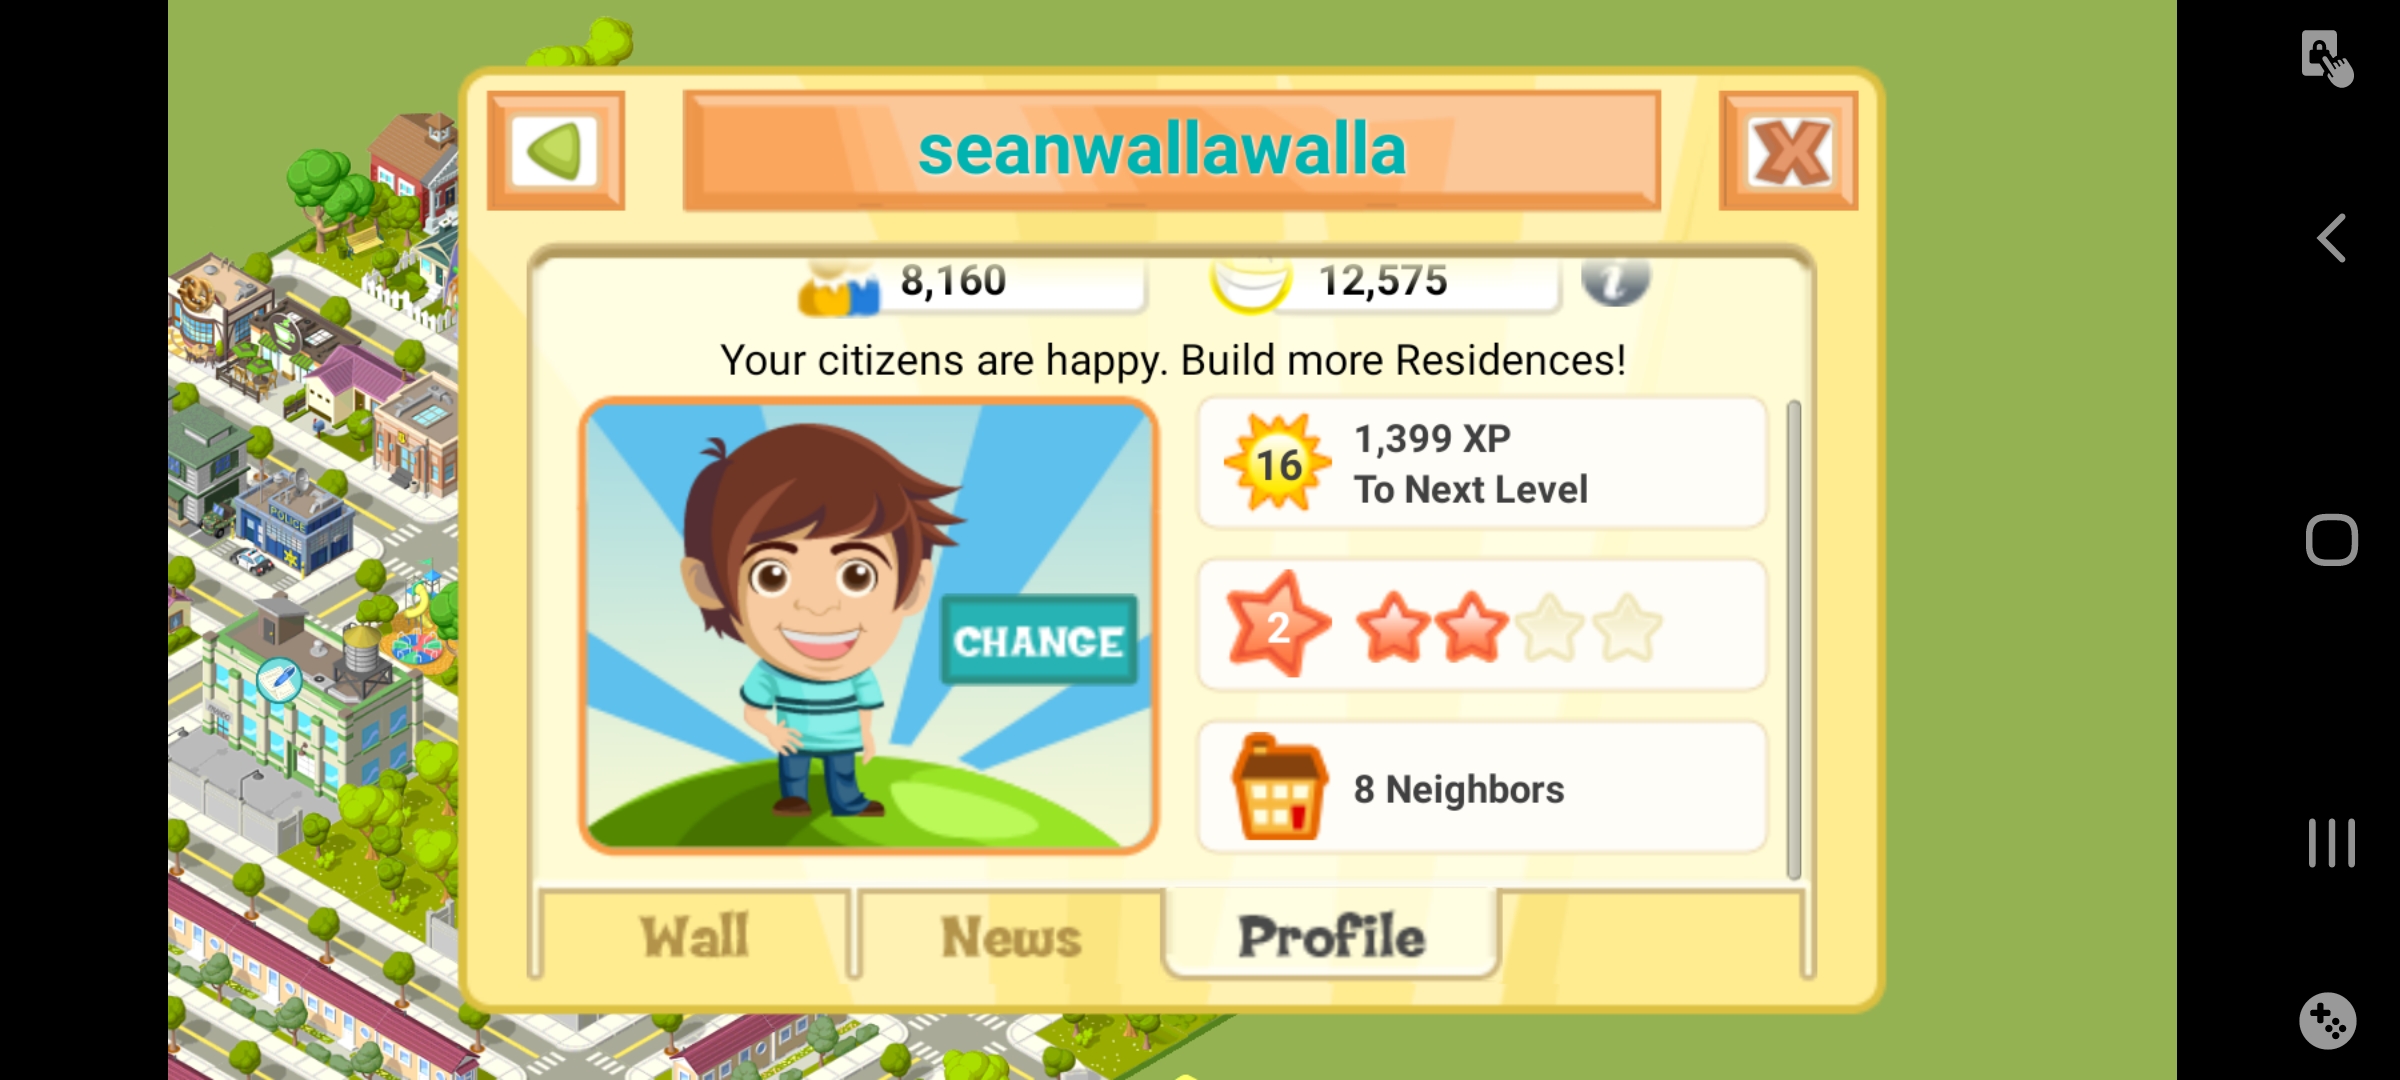 seanwallawalla
8,160
12,575
i
Your citizens are happy. Build more Residences!
16
1,399 XP
To Next Level
2
CHANGE
8 Neighbors
Wall
News
Profile
POLICE